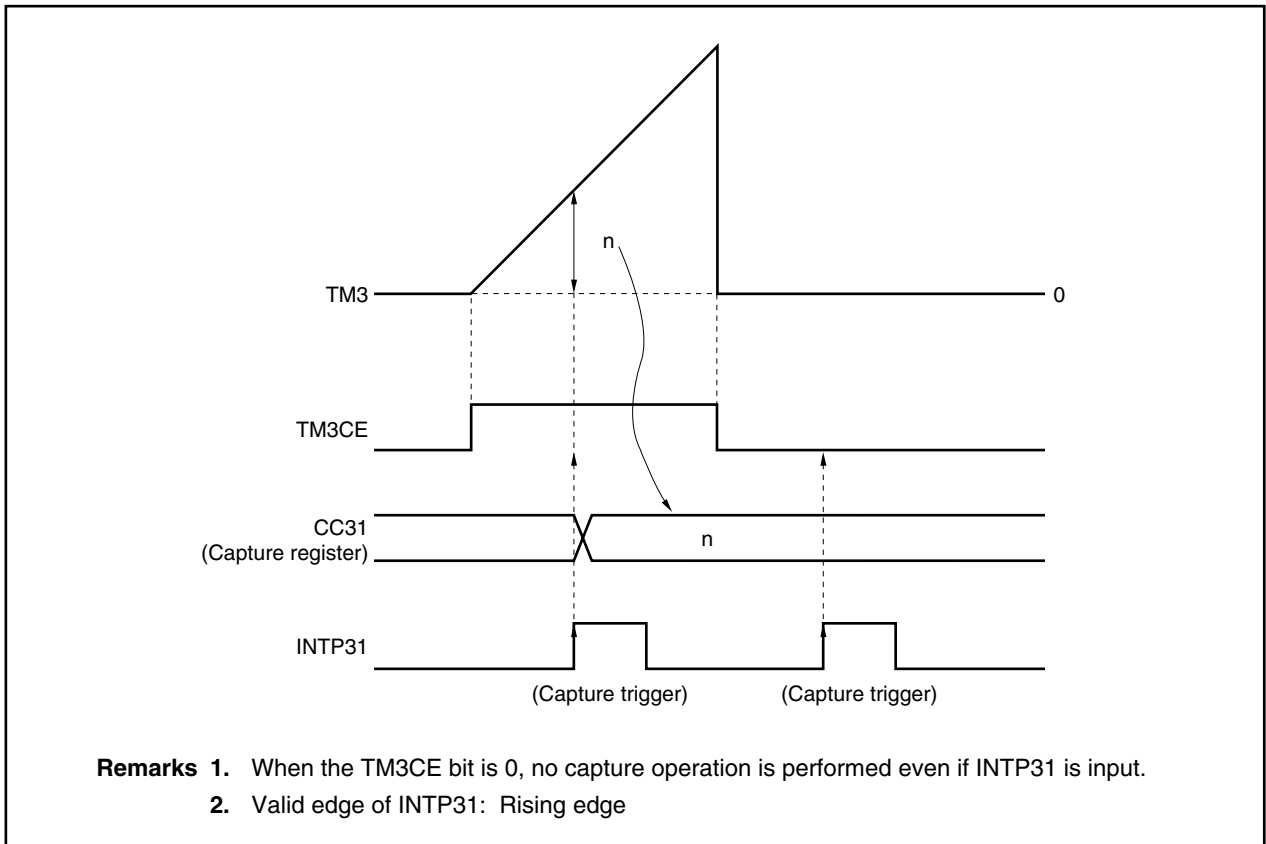 n
TM3
0
TM3CE
CC31
(Capture register)
n
INTP31
(Capture trigger) (Capture trigger)
Remarks 1. When the TM3CE bit is 0, no capture operation is performed even if INTP31 is input.
2. Valid edge of INTP31: Rising edge